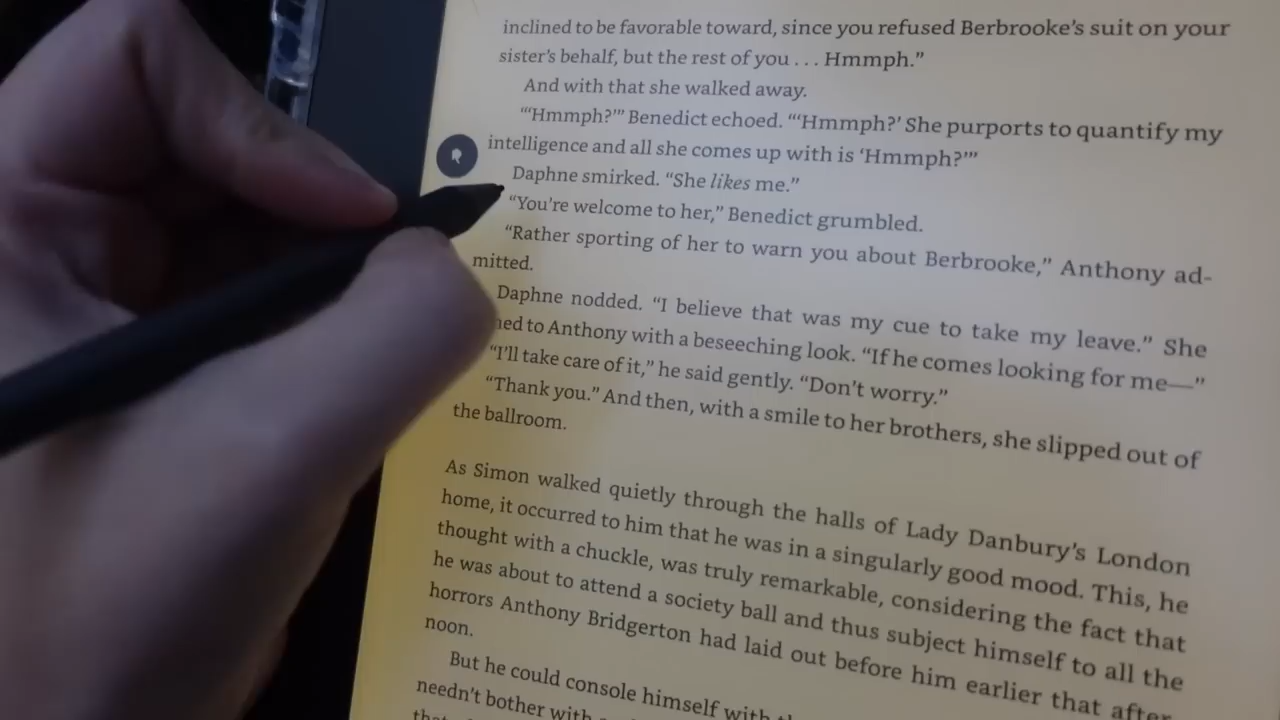 inclined to be favorable toward, since you refused Berbrooke's suit on your
sister's behalf, but the rest of you . . . Hmmph.”
And with that she walked away.
“‘Hmmph?’” Benedict echoed. “‘Hmmph?’ She purports to quantify my
intelligence and all she comes up with is ‘Hmmph?’”
Daphne smirked. “She likes me.”
“You're welcome to her,” Benedict grumbled.
“Rather sporting of her to warn you about Berbrooke,” Anthony ad-
mitted.
Daphne nodded. “I believe that was my cue to take my leave.” She
ned to Anthony with a beseeching look. “If he comes looking for me—”
“I'll take care of it,” he said gently. “Don't worry.”
“Thank you.” And then, with a smile to her brothers, she slipped out of
the ballroom.
As Simon walked quietly through the halls of Lady Danbury's London
home, it occurred to him that he was in a singularly good mood. This, he
thought with a chuckle, was truly remarkable, considering the fact that
he was about to attend a society ball and thus subject himself to all the
horrors Anthony Bridgerton had laid out before him earlier that after
noon.
But he could console himself with
needn't bother with